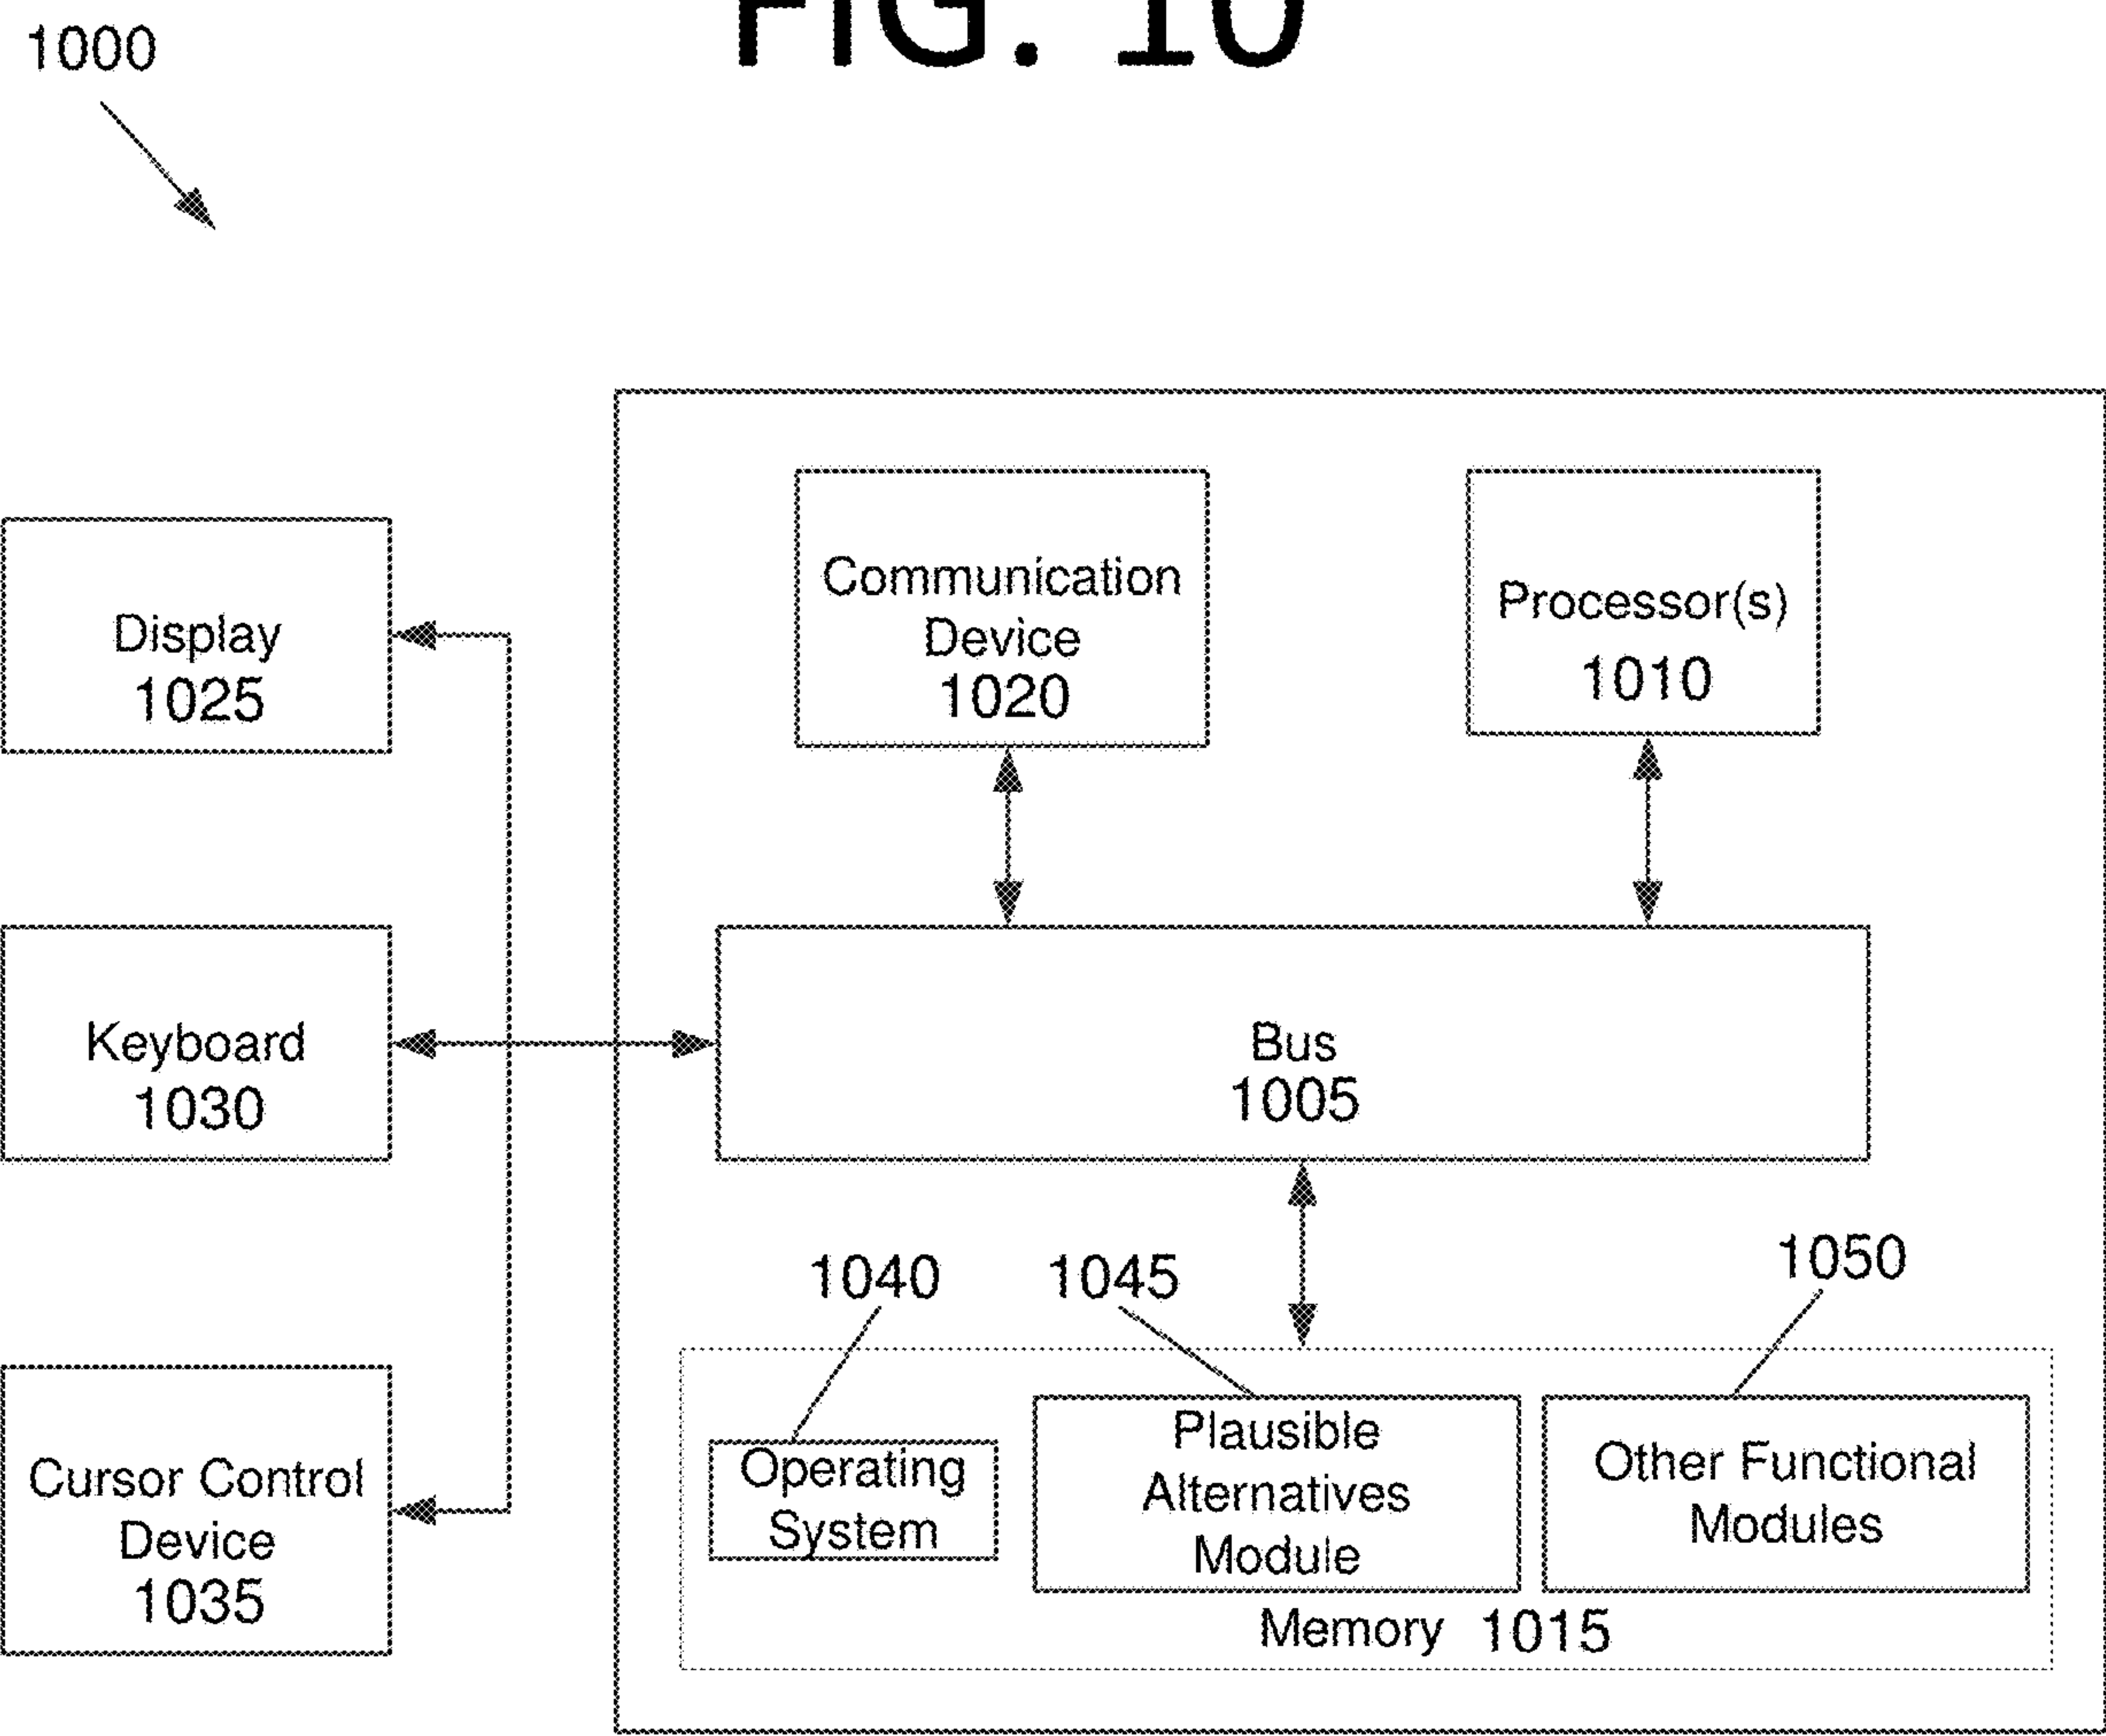 FIG. 10
1000
Communication
Device
1020
Processor(s)
1010
Display
1025
Keyboard
1030
Bus
1005
1040
1045
1050
Cursor Control
Device
1035
Operating
System
Plausible
Alternatives
Module
Other Functional
Modules
Memory 1015